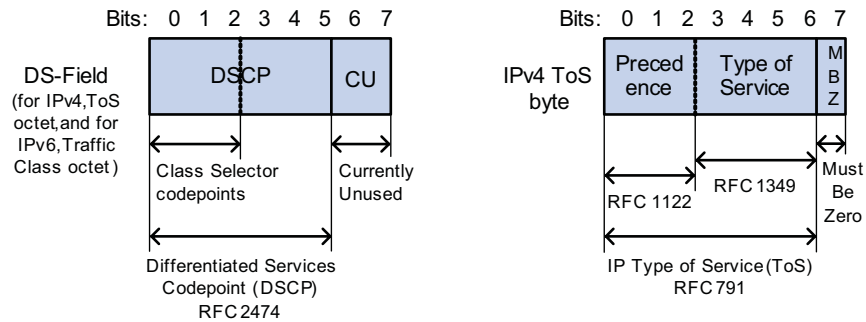 Bits: 0 1 2 3 4 5 6 7
DSCP
CU
DS-Field
(for IPv4,ToS
octet,and for
IPv6,Traffic
Class octet)
Class Selector
codepoints
Currently
Unused
Differentiated Services
Codepoint (DSCP)
RFC 2474
Bits: 0 1 2 3 4 5 6 7
Preced
ence
Type of
Service
M
B
Z
IPv4 ToS
byte
RFC 1122
RFC 1349
Must
Be
Zero
IP Type of Service (ToS)
RFC 791